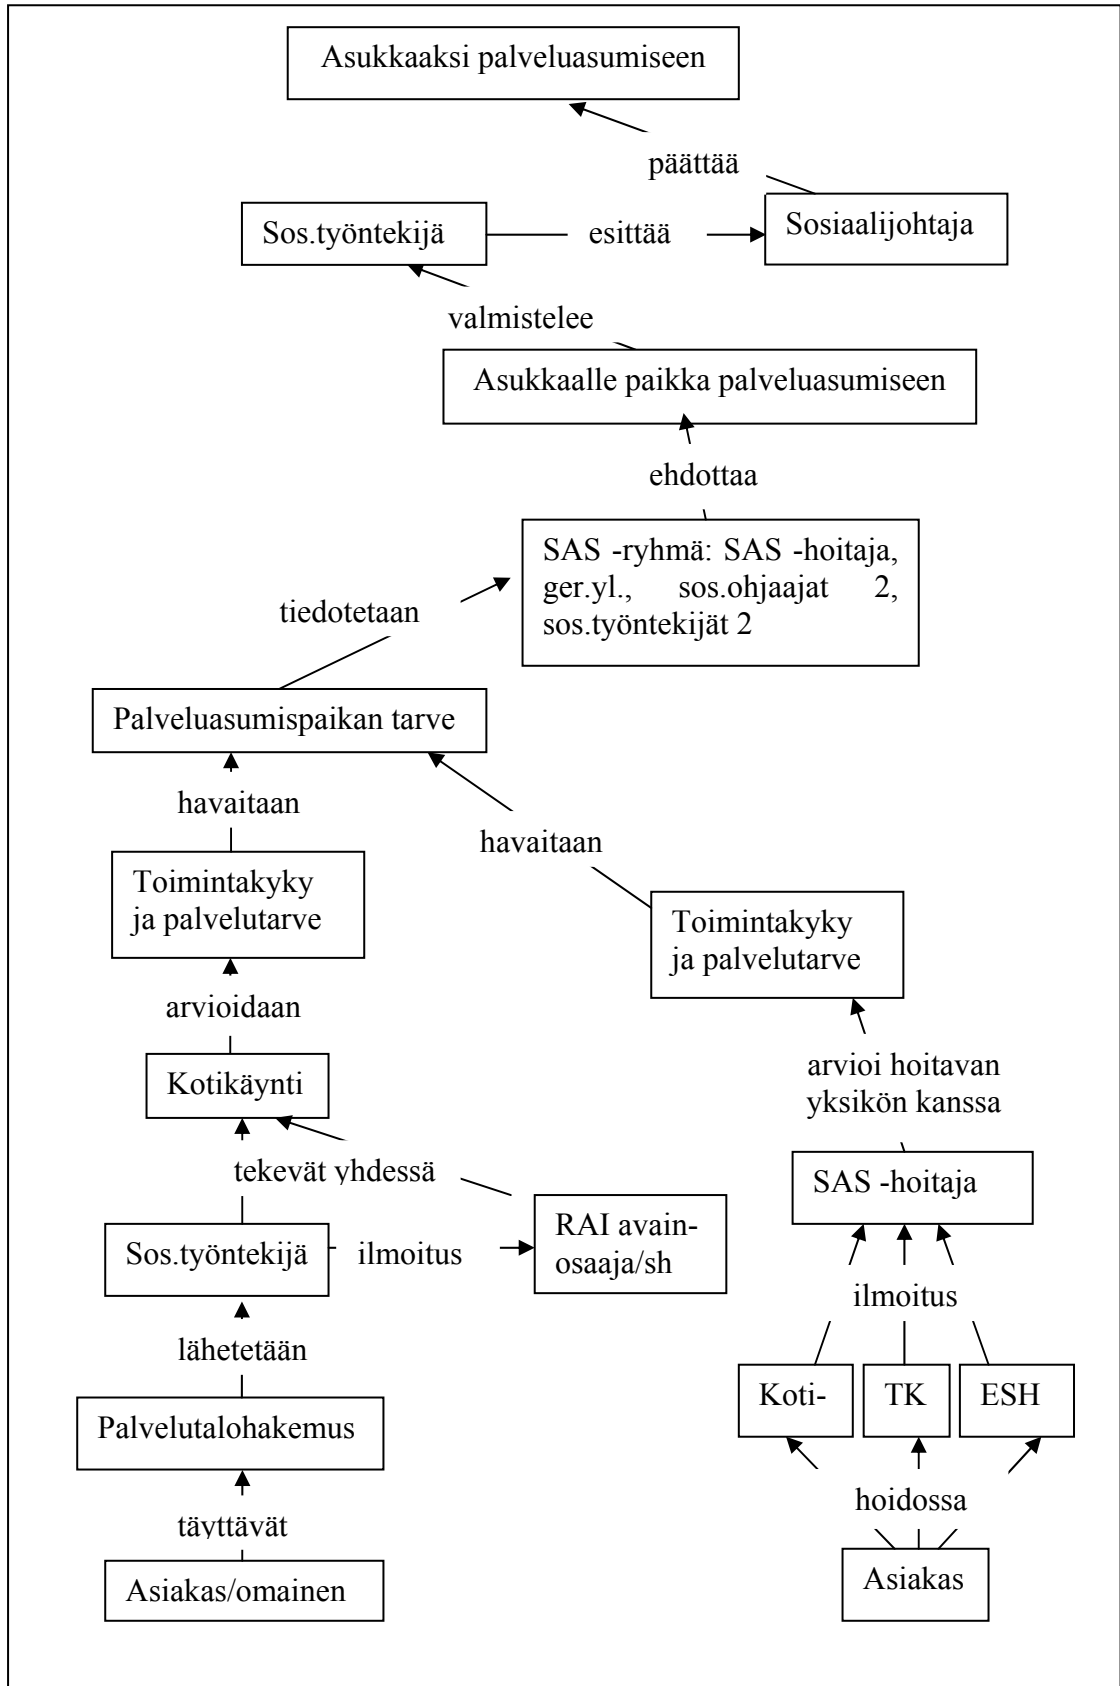 Asukkaaksi palveluasumiseen
päättää
Sos.työntekijä
esittää
Sosiaalijohtaja
valmistelee
Asukkaalle paikka palveluasumiseen
ehdottaa
SAS -ryhmä: SAS -hoitaja,
ger.yl., sos.ohjaajat 2,
sos.työntekijät 2
tiedotetaan
Palveluasumispaikan tarve
havaitaan
havaitaan
Toimintakyky
ja palvelutarve
Toimintakyky
ja palvelutarve
arvioidaan
Kotikäynti
arvioi hoitavan
yksikön kanssa
tekevät yhdessä
SAS -hoitaja
Sos.työntekijä
ilmoitus
RAI avain-
osaaja/sh
ilmoitus
lähetetään
Koti-
TK
ESH
Palvelutalohakemus
hoidossa
täyttävät
Asiakas/omainen
Asiakas